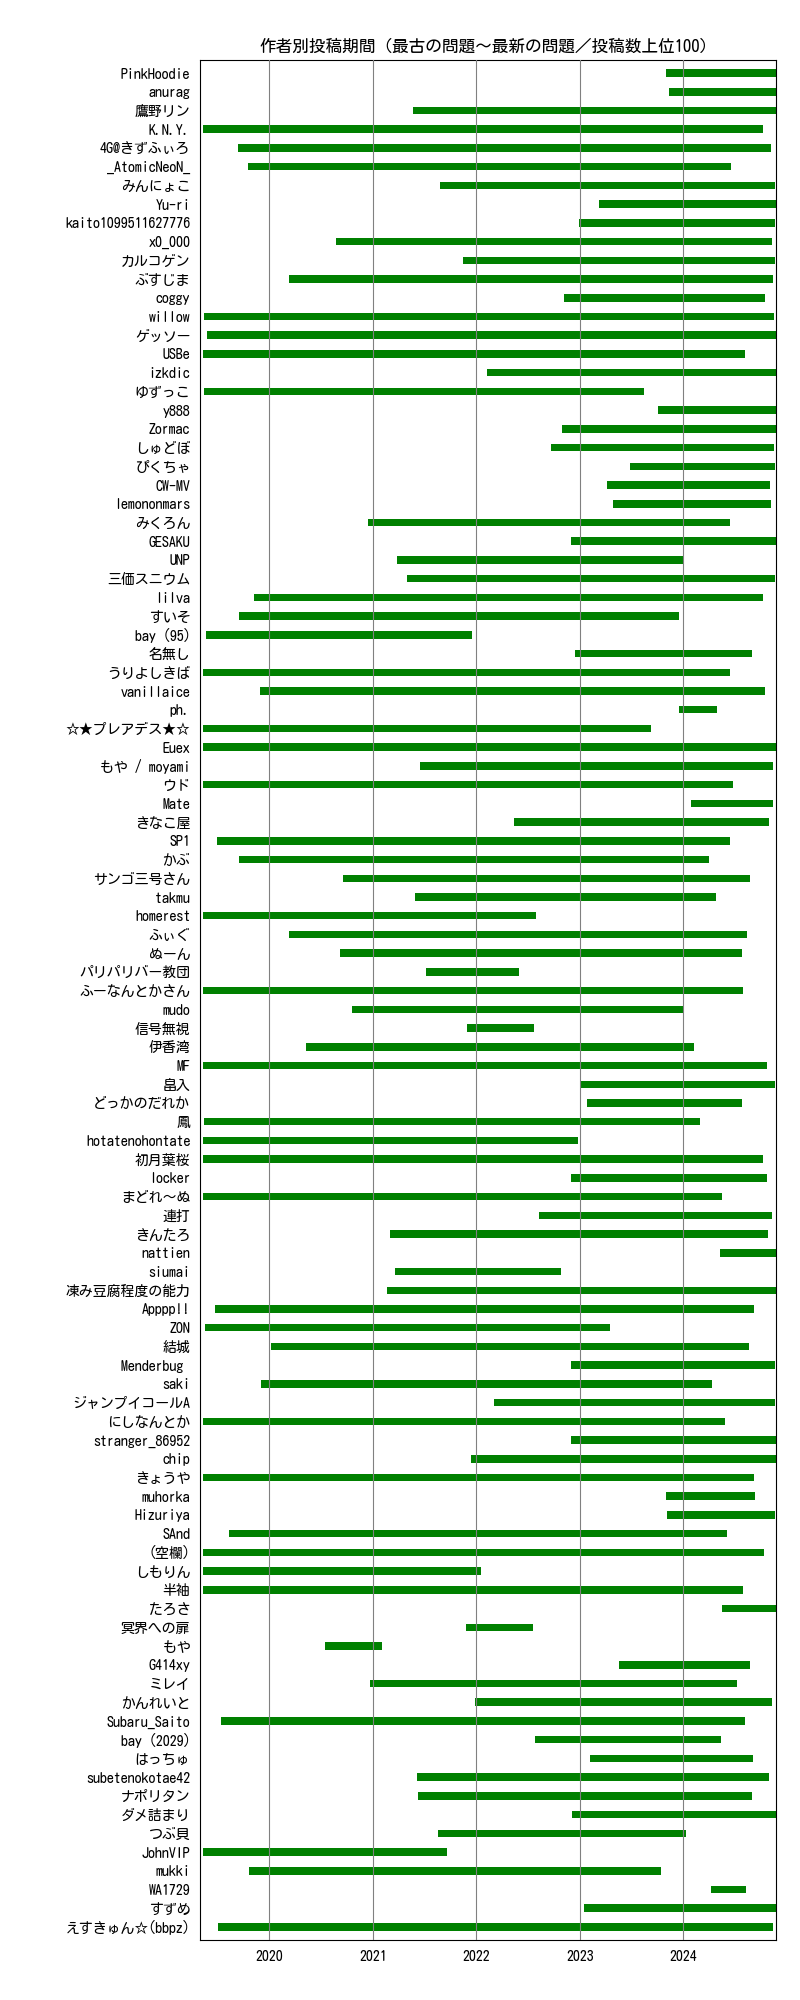 作者別投稿期間（最古の問題～最新の問題／投稿数上位100）
PinkHoodie
anurag
鷹野リン
K.N.Y.
4G@きずふぃろ
_AtomicNeoN_
みんにょこ
Yu-ri
kaito1099511627776
x0_000
カルコゲン
ぶすじま
coggy
willow
ゲッソー
USBe
izkdic
ゆずっこ
y888
Zormac
しゅどぼ
ぴくちゃ
CW-MV
lemononmars
みくろん
GESAKU
UNP
三価スニウム
lilva
すいそ
bay (95)
名無し
うりよしきば
vanillaice
ph.
☆★プレアデス★☆
Euex
もや / moyami
ウド
Mate
きなこ屋
SP1
かぶ
サンゴ三号さん
takmu
homerest
ふぃぐ
ぬーん
パリパリバー教団
ふーなんとかさん
mudo
信号無視
伊香湾
MF
畠入
どっかのだれか
鳳
hotatenohontate
初月葉桜
locker
まどれ～ぬ
連打
きんたろ
nattien
siumai
凍み豆腐程度の能力
Appppll
ZON
結城
Menderbug
saki
ジャンプイコールA
にしなんとか
stranger_86952
chip
きょうや
muhorka
Hizuriya
SAnd
(空欄)
しもりん
半袖
たろさ
冥界への扉
もや
G414xy
ミレイ
かんれいと
Subaru_Saito
bay (2029)
はっちゅ
subetenokotae42
ナポリタン
ダメ詰まり
つぶ貝
JohnVIP
mukki
WA1729
すずめ
えすきゅん☆(bbpz)
2020 2021 2022 2023 2024